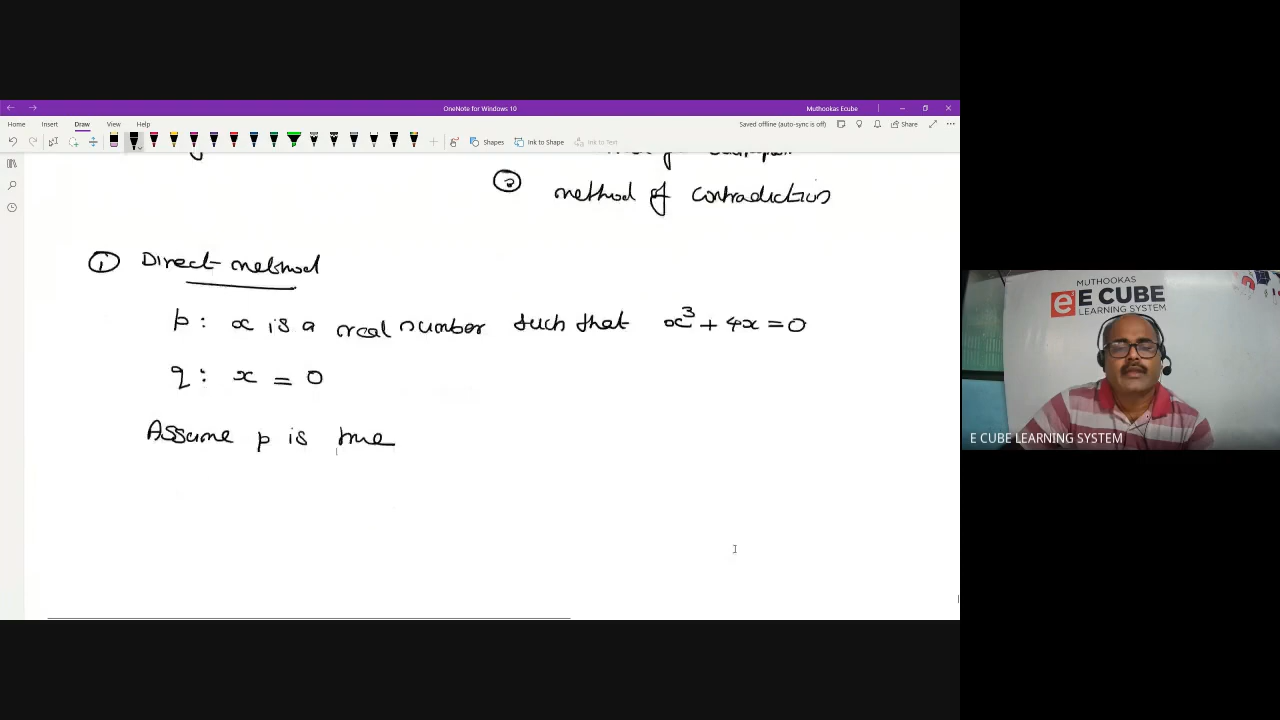 OneNote for Windows 10
Muthookas Ecube
Home Insert Draw View Help
Saved offline (auto-sync is off) Share
Shapes Ink to Shape Ink to Text
② method of contradiction
① Direct method
p: x is a real number such that x³ + 4x = 0
q: x = 0
Assume p is true
MUTHOOKAS
E CUBE
LEARNING SYSTEM
E CUBE LEARNING SYSTEM